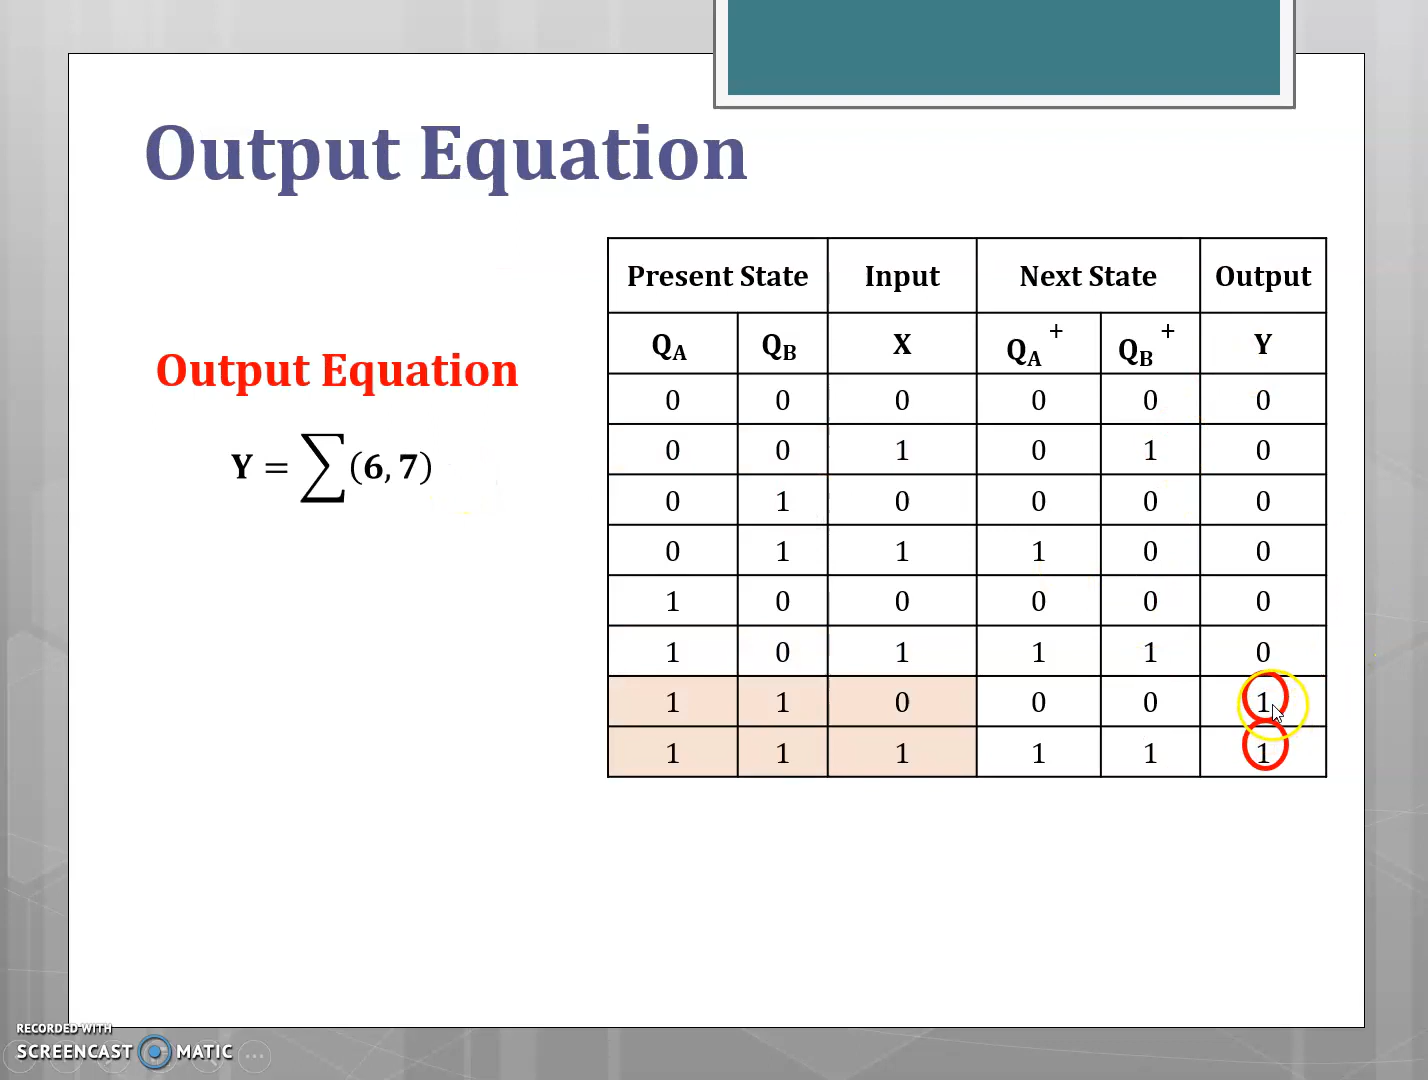 Output Equation
Output Equation
Y = ∑(6, 7)
Present State Input Next State Output
QA QB X QA+ QB+ Y
0 0 0 0 0 0
0 0 1 0 1 0
0 1 0 0 0 0
0 1 1 1 0 0
1 0 0 0 0 0
1 0 1 1 1 0
1 1 0 0 0 1
1 1 1 1 1 1
RECORDED WITH
SCREENCAST MATIC